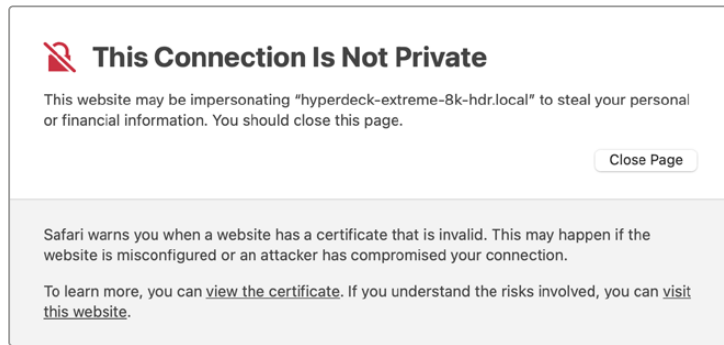 This Connection Is Not Private
This website may be impersonating “hyperdeck-extreme-8k-hdr.local” to steal your personal
or financial information. You should close this page.
Close Page
Safari warns you when a website has a certificate that is invalid. This may happen if the
website is misconfigured or an attacker has compromised your connection.
To learn more, you can view the certificate. If you understand the risks involved, you can visit
this website.